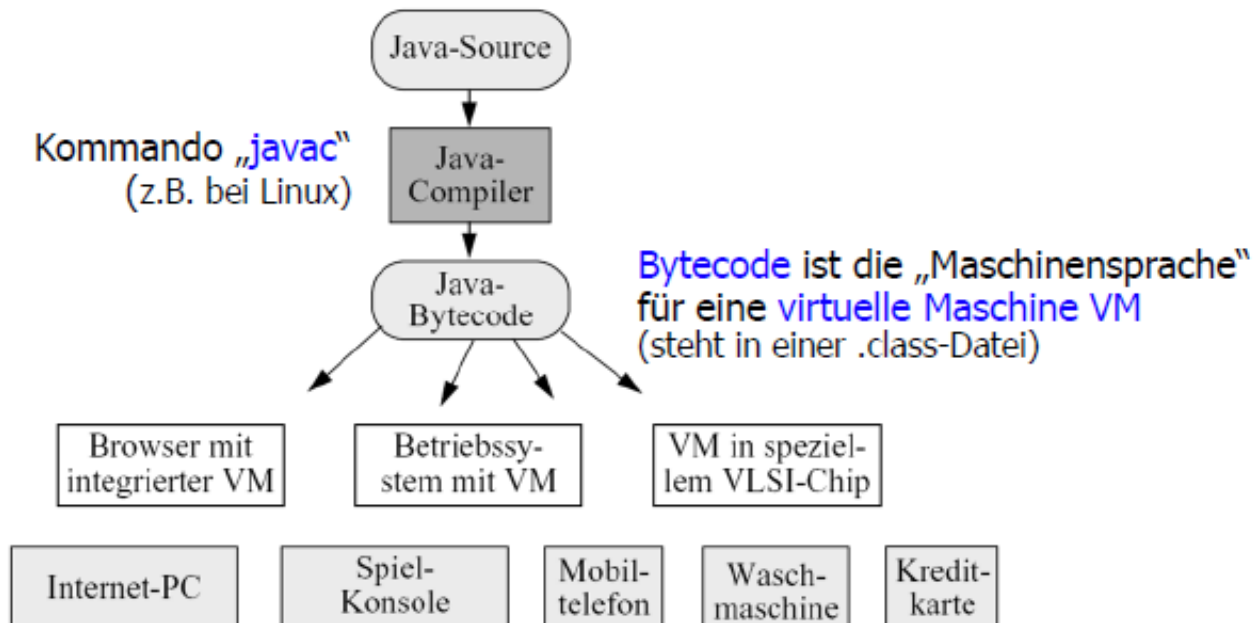 Java-Source
Kommando „javac“
(z.B. bei Linux)
Java-
Compiler
Java-
Bytecode
Bytecode ist die „Maschinensprache“
für eine virtuelle Maschine VM
(steht in einer .class-Datei)
Browser mit
integrierter VM
Betriebssy-
stem mit VM
VM in speziel-
lem VLSI-Chip
Internet-PC
Spiel-
Konsole
Mobil-
telefon
Wasch-
maschine
Kredit-
karte